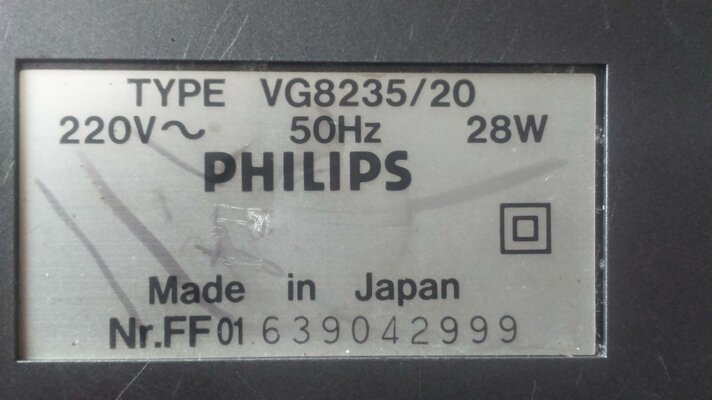 TYPE VG8235/20
220V~ 50Hz 28W
PHILIPS
Made in Japan
Nr.FF01 639042999